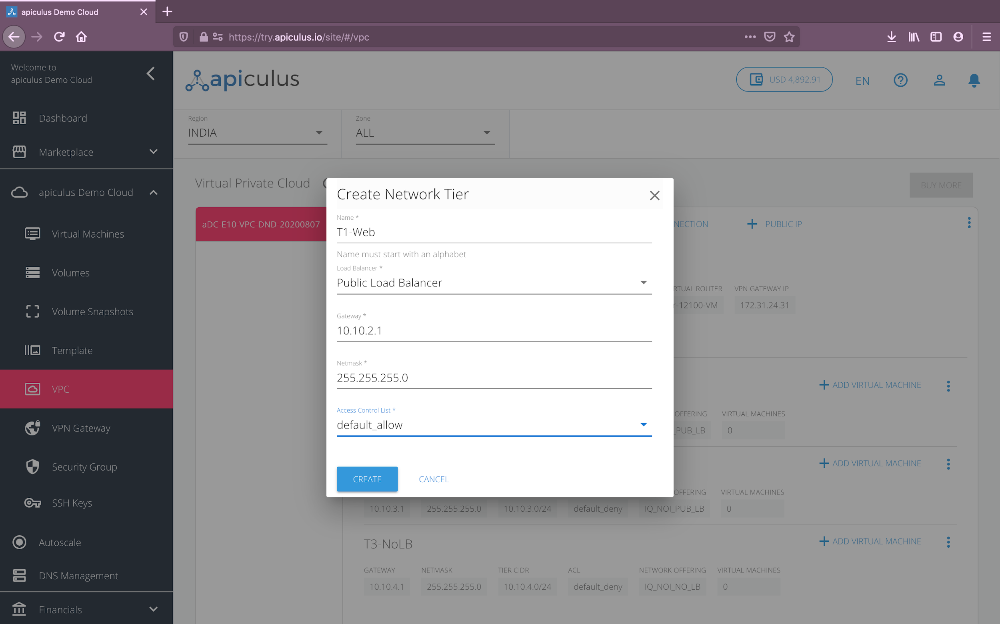 apiculus Demo Cloud
https://try.apiculus.io/site/#/vpc
Welcome to
apiculus Demo Cloud
apiculus
USD 4,892.91
EN
Dashboard
Marketplace
apiculus Demo Cloud
Virtual Machines
Volumes
Volume Snapshots
Template
VPC
VPN Gateway
Security Group
SSH Keys
Autoscale
DNS Management
Financials
Region
INDIA
Zone
ALL
Virtual Private Cloud
BUY MORE
aDC-E10-VPC-DND-20200807
NECTION
PUBLIC IP
RTUAL ROUTER
VPN GATEWAY IP
r-12100-VM
172.31.24.31
Create Network Tier
Name *
T1-Web
Name must start with an alphabet
Load Balancer *
Public Load Balancer
Gateway *
10.10.2.1
Netmask *
255.255.255.0
Access Control List *
default_allow
CREATE
CANCEL
ADD VIRTUAL MACHINE
OFFERING
VIRTUAL MACHINES
_PUB_LB
0
ADD VIRTUAL MACHINE
OFFERING
VIRTUAL MACHINES
10.10.3.1
255.255.255.0
10.10.3.0/24
default_deny
IQ_NOI_PUB_LB
0
T3-NoLB
ADD VIRTUAL MACHINE
GATEWAY
NETMASK
TIER CIDR
ACL
NETWORK OFFERING
VIRTUAL MACHINES
10.10.4.1
255.255.255.0
10.10.4.0/24
default_deny
IQ_NOI_NO_LB
0